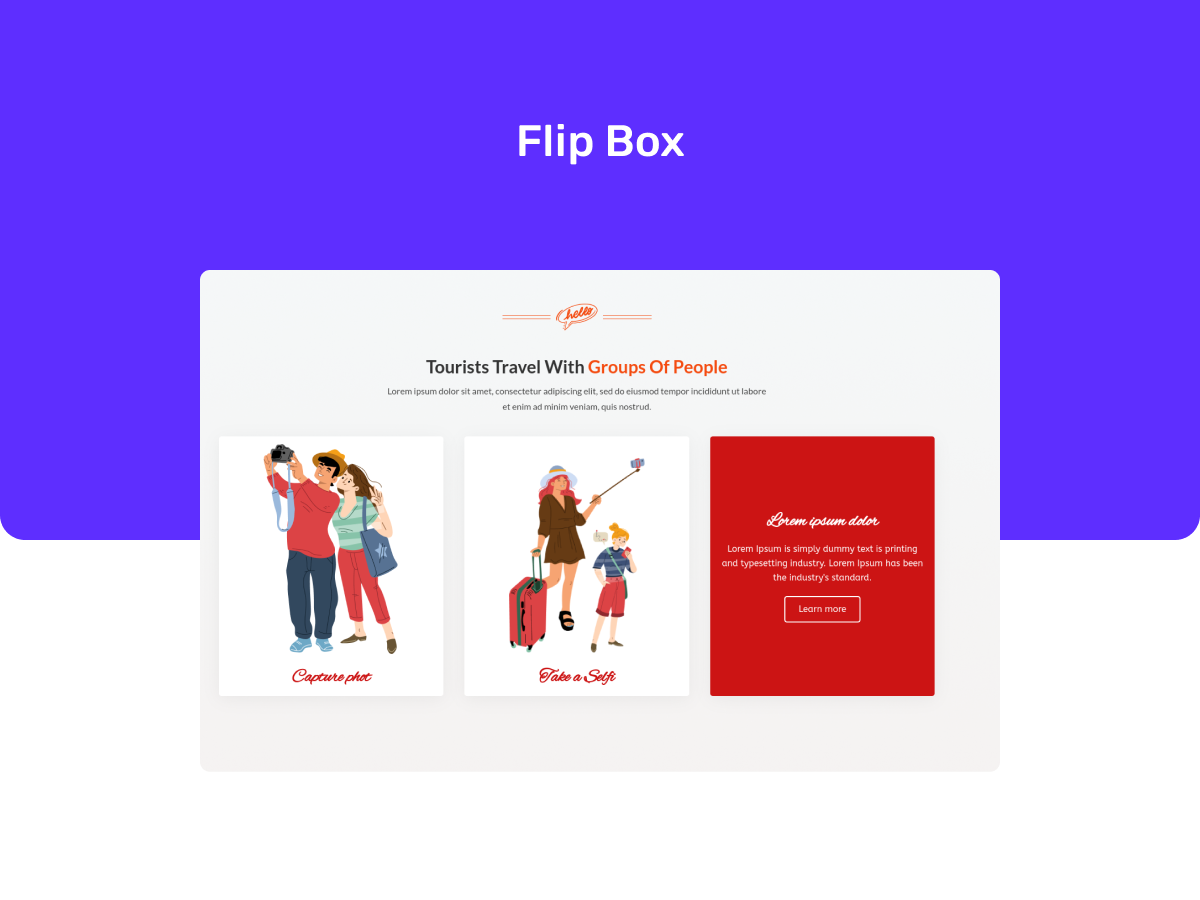 Flip Box
hello
Tourists Travel With Groups Of People
Lorem ipsum dolor sit amet, consectetur adipiscing elit, sed do eiusmod tempor incididunt ut labore
et enim ad minim veniam, quis nostrud.
Capture phot
Take a Selfi
Lorem ipsum dolor
Lorem Ipsum is simply dummy text is printing
and typesetting industry. Lorem Ipsum has been
the industry's standard.
Learn more